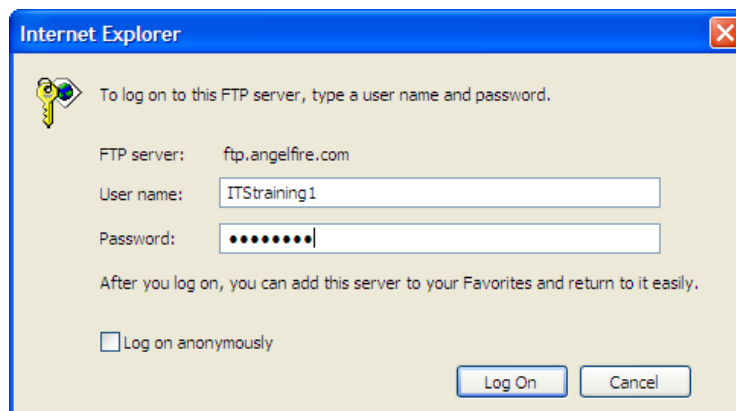 Internet Explorer
To log on to this FTP server, type a user name and password.
FTP server: ftp.angelfire.com
User name: ITStraining1
Password: ●●●●●●●●
After you log on, you can add this server to your Favorites and return to it easily.
Log on anonymously
Log On Cancel